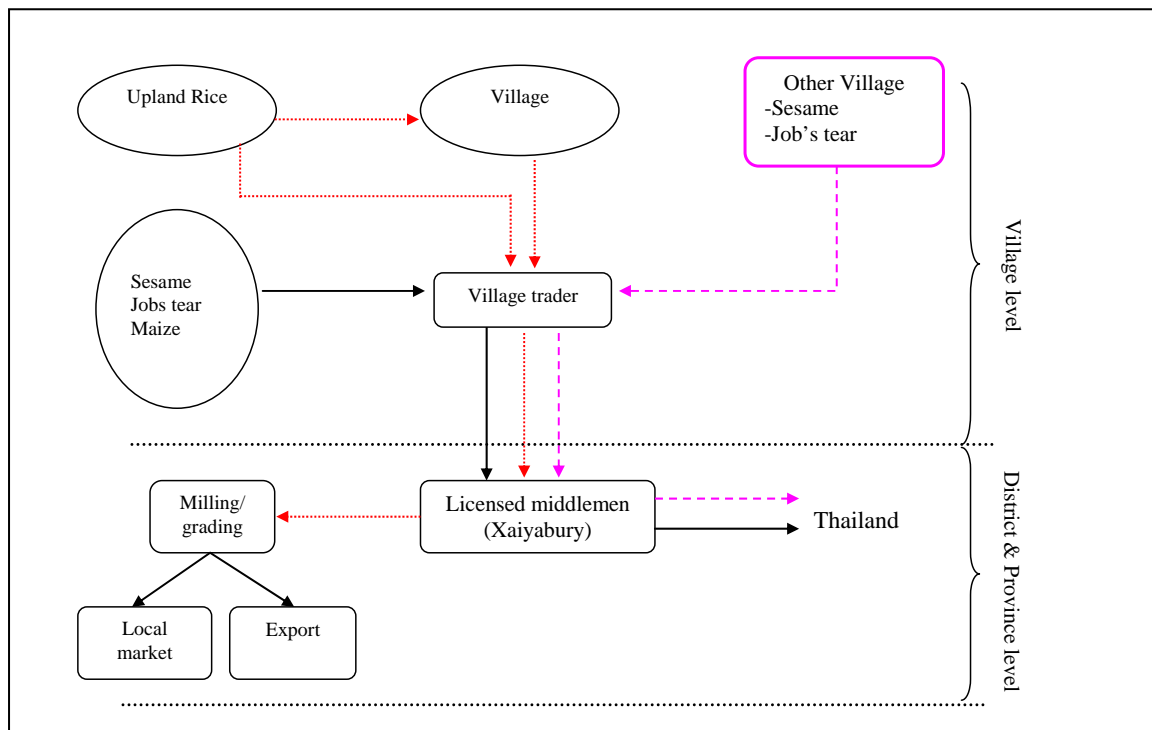 Upland Rice
Village
Other Village
-Sesame
-Job's tear
Sesame
Jobs tear
Maize
Village trader
Village level
Milling/
grading
Licensed middlemen
(Xaiyabury)
Thailand
Local
market
Export
District & Province level